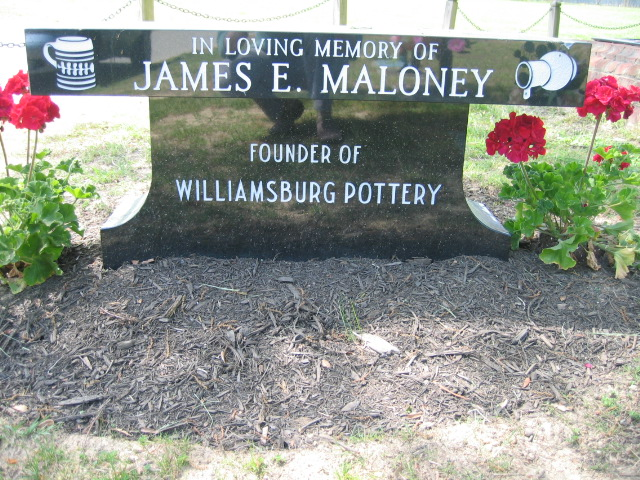 IN LOVING MEMORY OF
JAMES E. MALONEY
FOUNDER OF
WILLIAMSBURG POTTERY